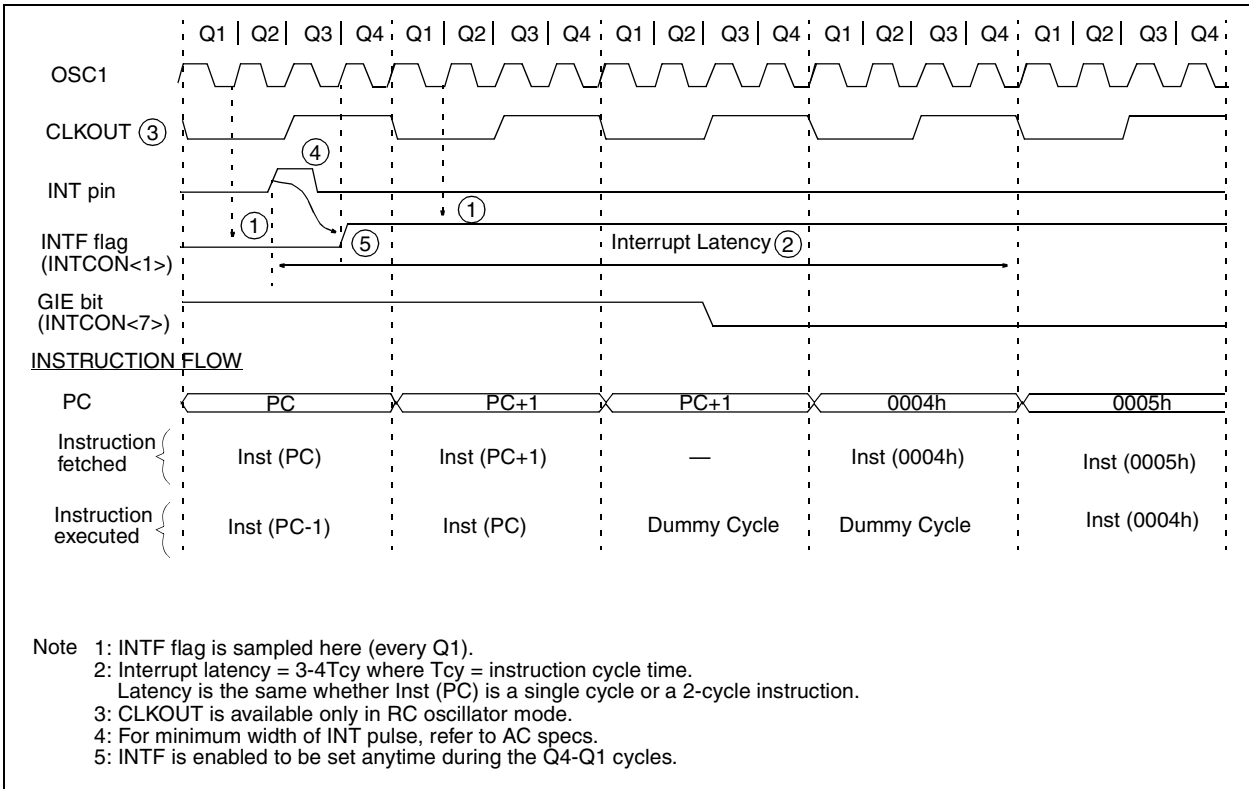 Q1 | Q2 | Q3 | Q4 Q1 | Q2 | Q3 | Q4 Q1 | Q2 | Q3 | Q4 Q1 | Q2 | Q3 | Q4 Q1 | Q2 | Q3 | Q4
OSC1
CLKOUT ③
④
INT pin
① ①
INTF flag
(INTCON<1>)
⑤
Interrupt Latency ②
GIE bit
(INTCON<7>)
INSTRUCTION FLOW
PC PC PC+1 PC+1 0004h 0005h
Instruction
fetched
Inst (PC) Inst (PC+1) — Inst (0004h) Inst (0005h)
Instruction
executed
Inst (PC-1) Inst (PC) Dummy Cycle Dummy Cycle Inst (0004h)
Note 1: INTF flag is sampled here (every Q1).
2: Interrupt latency = 3-4Tcy where Tcy = instruction cycle time.
Latency is the same whether Inst (PC) is a single cycle or a 2-cycle instruction.
3: CLKOUT is available only in RC oscillator mode.
4: For minimum width of INT pulse, refer to AC specs.
5: INTF is enabled to be set anytime during the Q4-Q1 cycles.